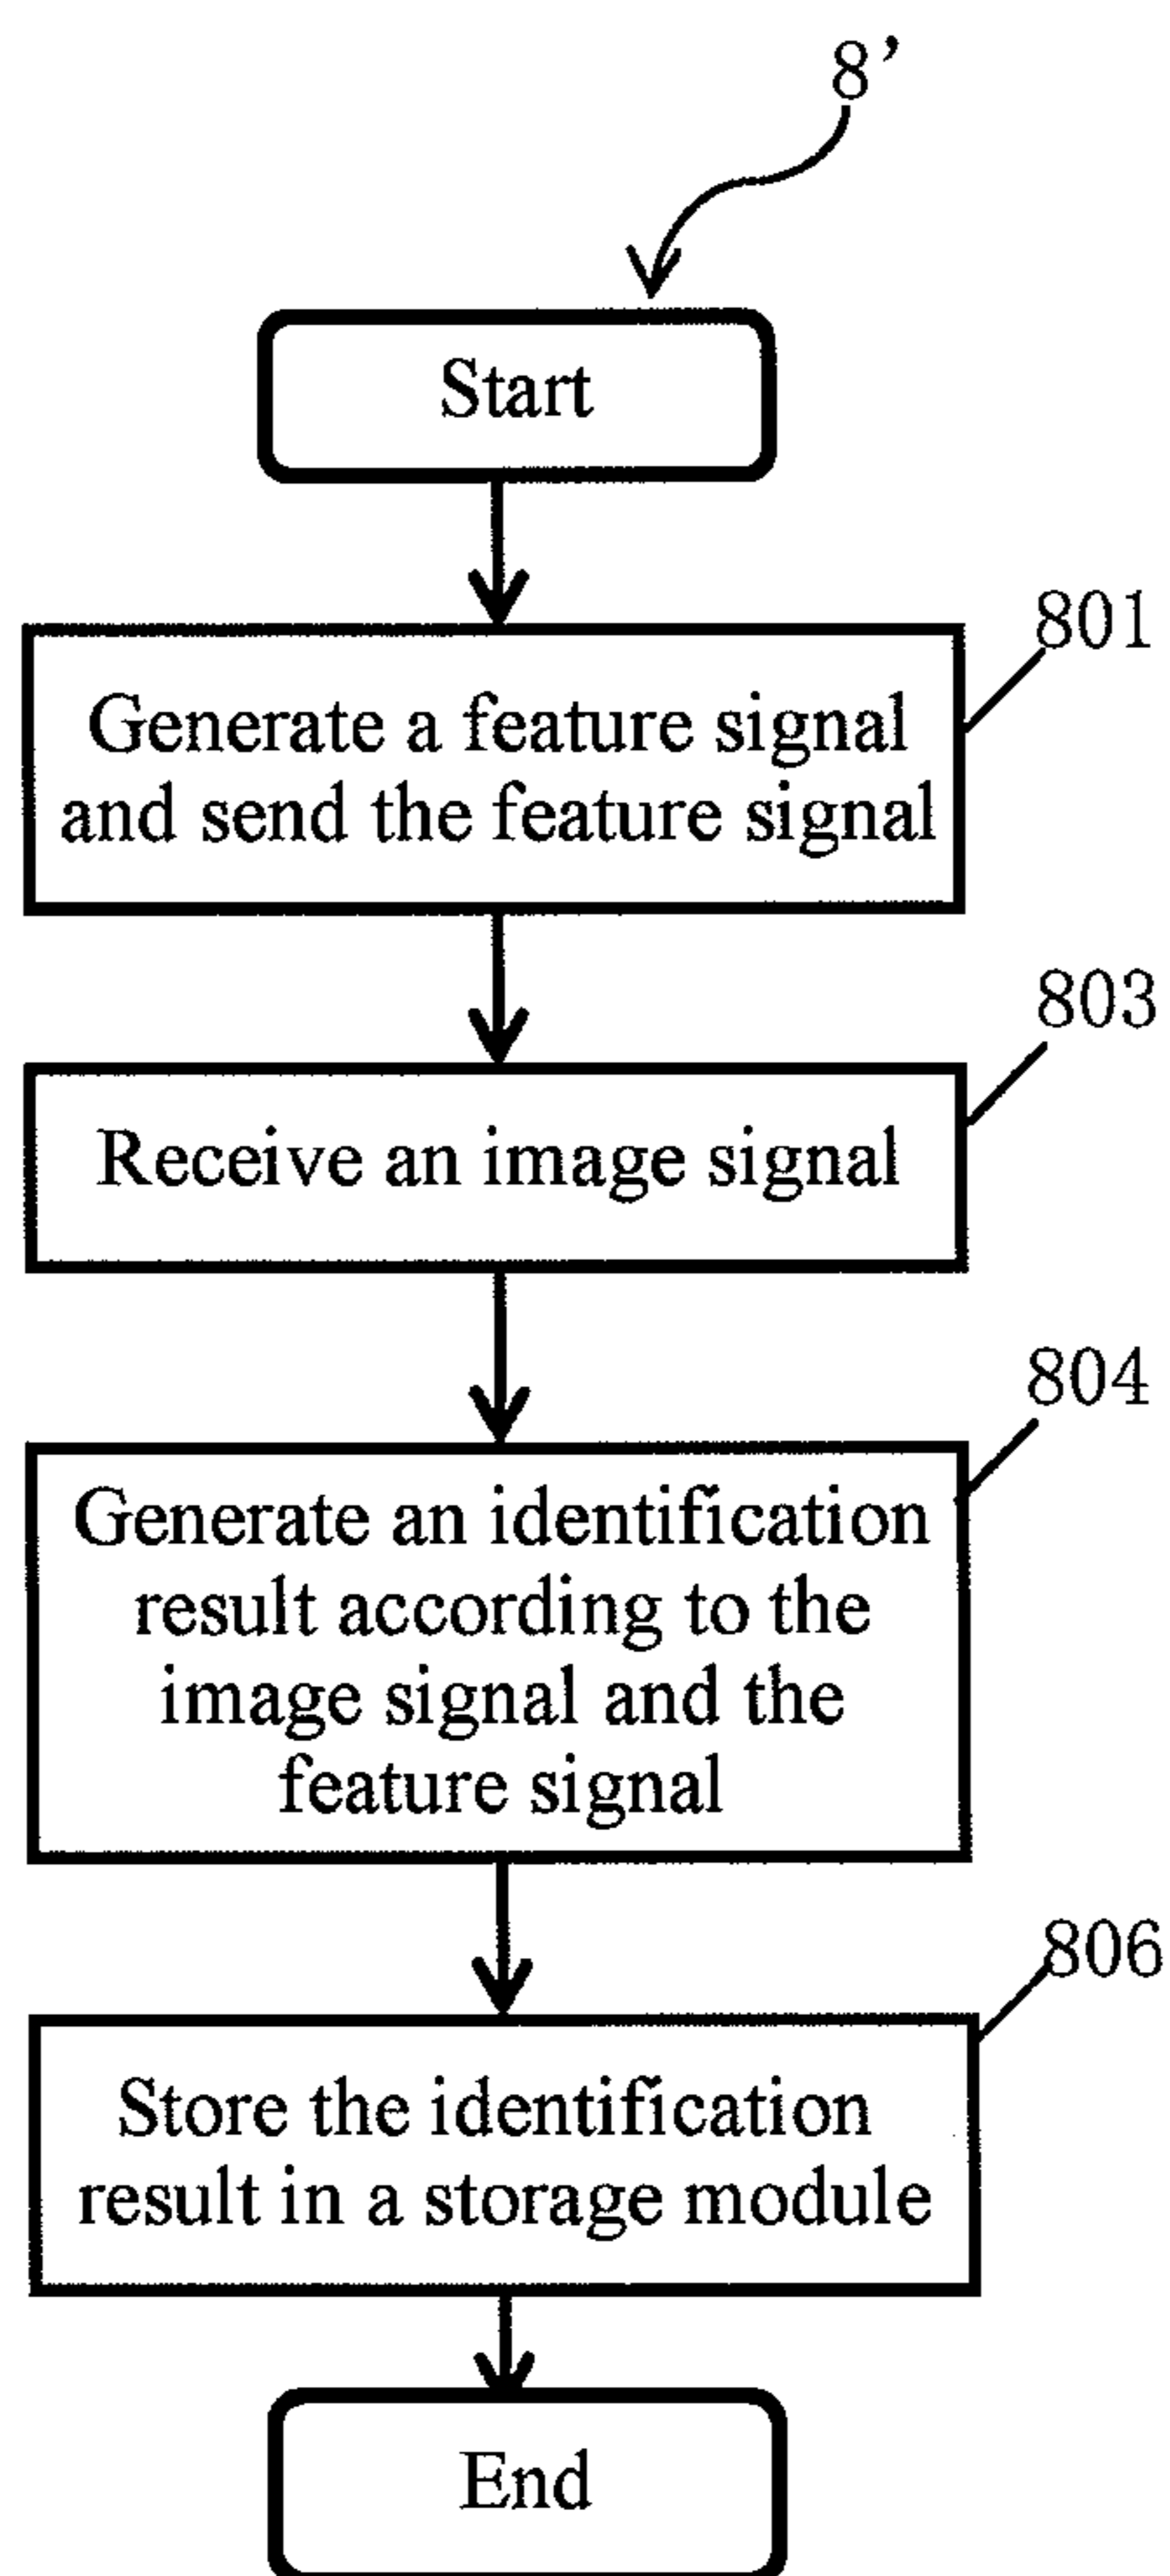 8’
Start
801
Generate a feature signal
and send the feature signal
803
Receive an image signal
804
Generate an identification
result according to the
image signal and the
feature signal
806
Store the identification
result in a storage module
End